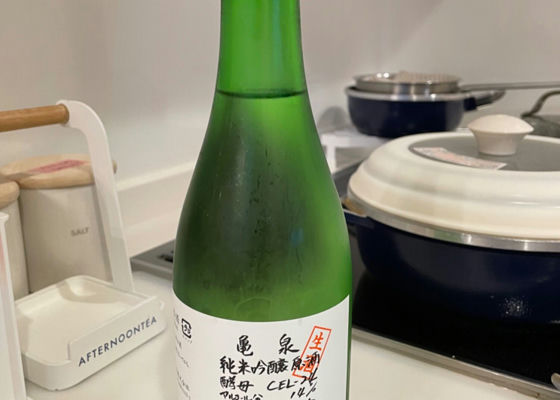 SALT
AFTERNOONTEA
亀泉
生酒
純米吟醸原酒
酵母 CEL-24
アルコール分 14